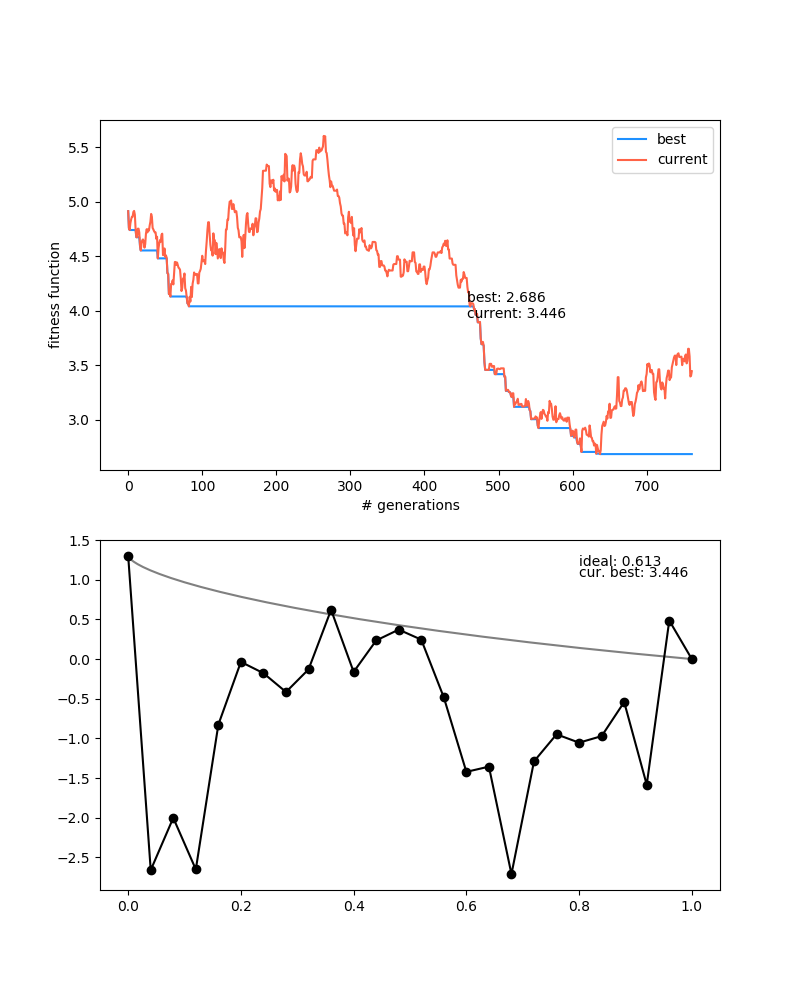 best
current
5.5
5.0
4.5
4.0
3.5
3.0
fitness function
best: 2.686
current: 3.446
0 100 200 300 400 500 600 700
# generations
1.5
1.0
0.5
0.0
−0.5
−1.0
−1.5
−2.0
−2.5
ideal: 0.613
cur. best: 3.446
0.0 0.2 0.4 0.6 0.8 1.0